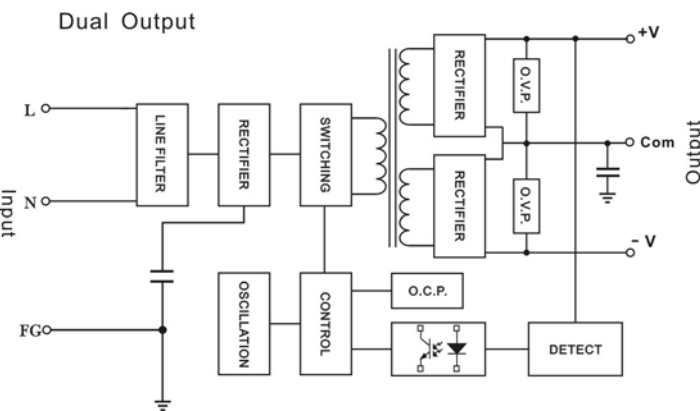 Dual Output
Input
L
N
FG
LINE FILTER
RECTIFIER
SWITCHING
RECTIFIER
RECTIFIER
O.V.P.
O.V.P.
+V
Com
- V
Output
OSCILLATION
CONTROL
O.C.P.
DETECT